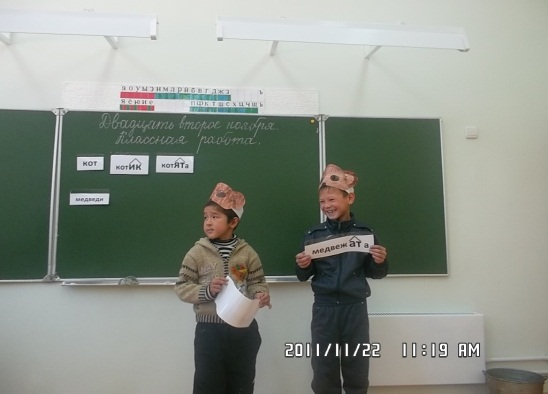 Двадцать второе ноября.
Классная работа.
кот
котик
котята
медведи
медвежата
2011/11/22 11:19 AM